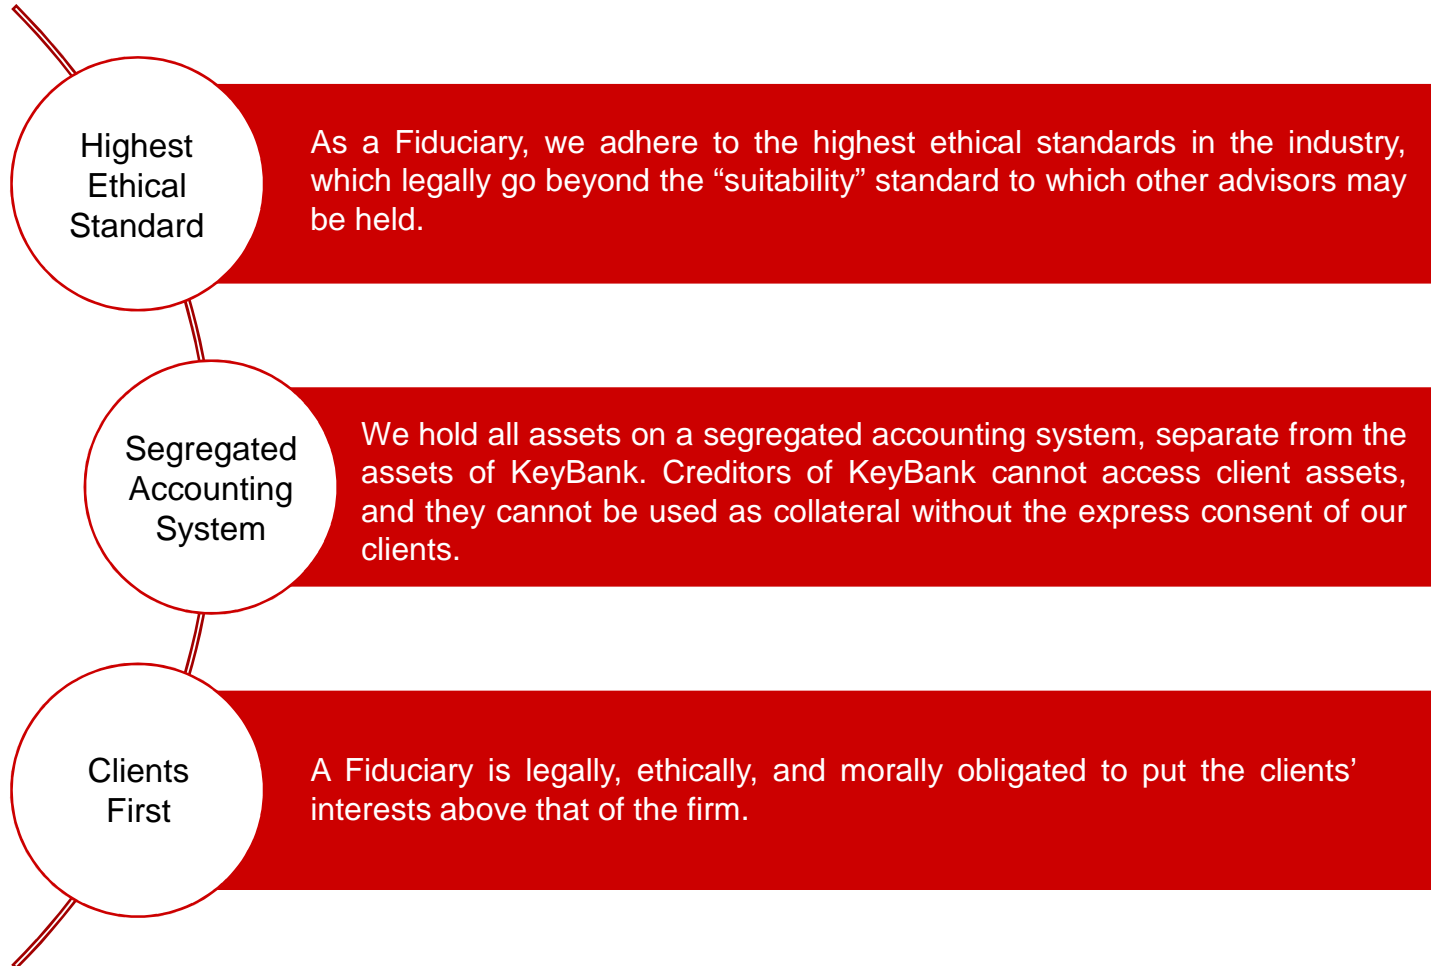 Highest
Ethical
Standard
As a Fiduciary, we adhere to the highest ethical standards in the industry,
which legally go beyond the “suitability” standard to which other advisors may
be held.
Segregated
Accounting
System
We hold all assets on a segregated accounting system, separate from the
assets of KeyBank. Creditors of KeyBank cannot access client assets,
and they cannot be used as collateral without the express consent of our
clients.
Clients
First
A Fiduciary is legally, ethically, and morally obligated to put the clients’
interests above that of the firm.